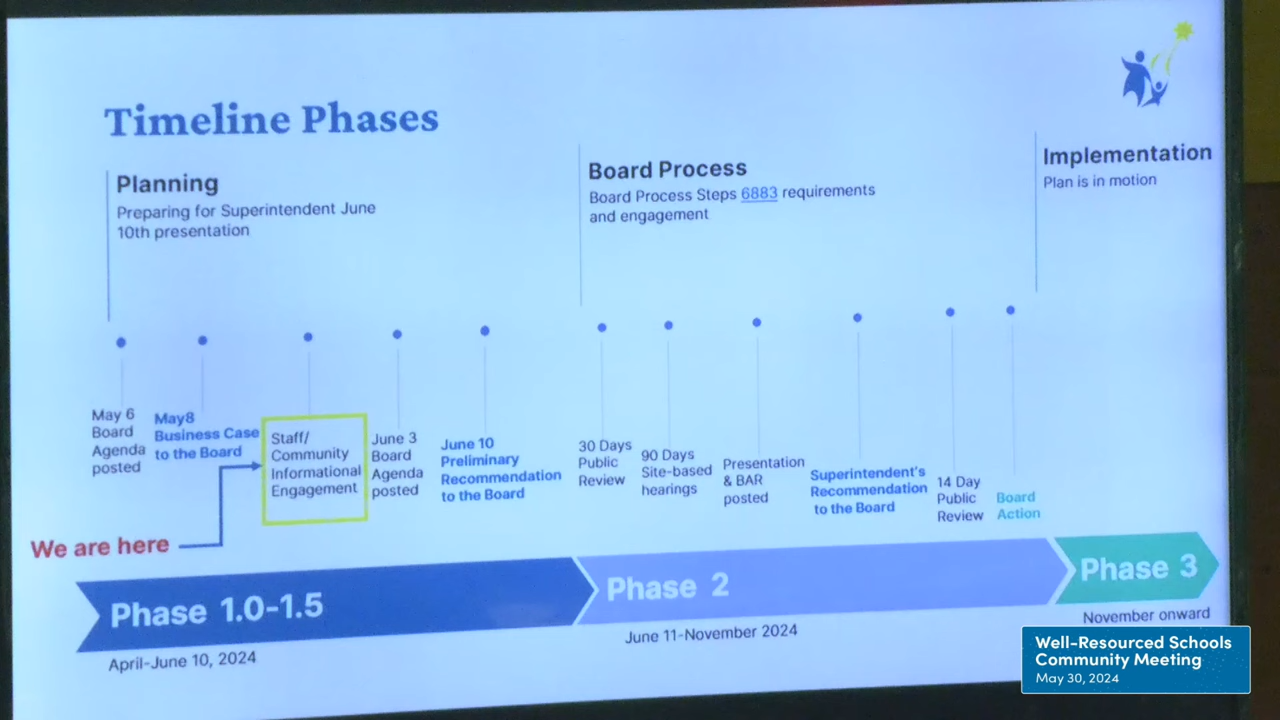 Timeline Phases
Planning
Preparing for Superintendent June
10th presentation
Board Process
Board Process Steps 6883 requirements
and engagement
Implementation
Plan is in motion
May 6
Board
Agenda
posted
May8
Business Case
to the Board
Staff/
Community
Informational
Engagement
June 3
Board
Agenda
posted
June 10
Preliminary
Recommendation
to the Board
30 Days
Public
Review
90 Days
Site-based
hearings
Presentation
& BAR
posted
Superintendent's
Recommendation
to the Board
14 Day
Public
Review
Board
Action
We are here
Phase 1.0-1.5
Phase 2
Phase 3
April-June 10, 2024
June 11-November 2024
November onward
Well-Resourced Schools
Community Meeting
May 30, 2024